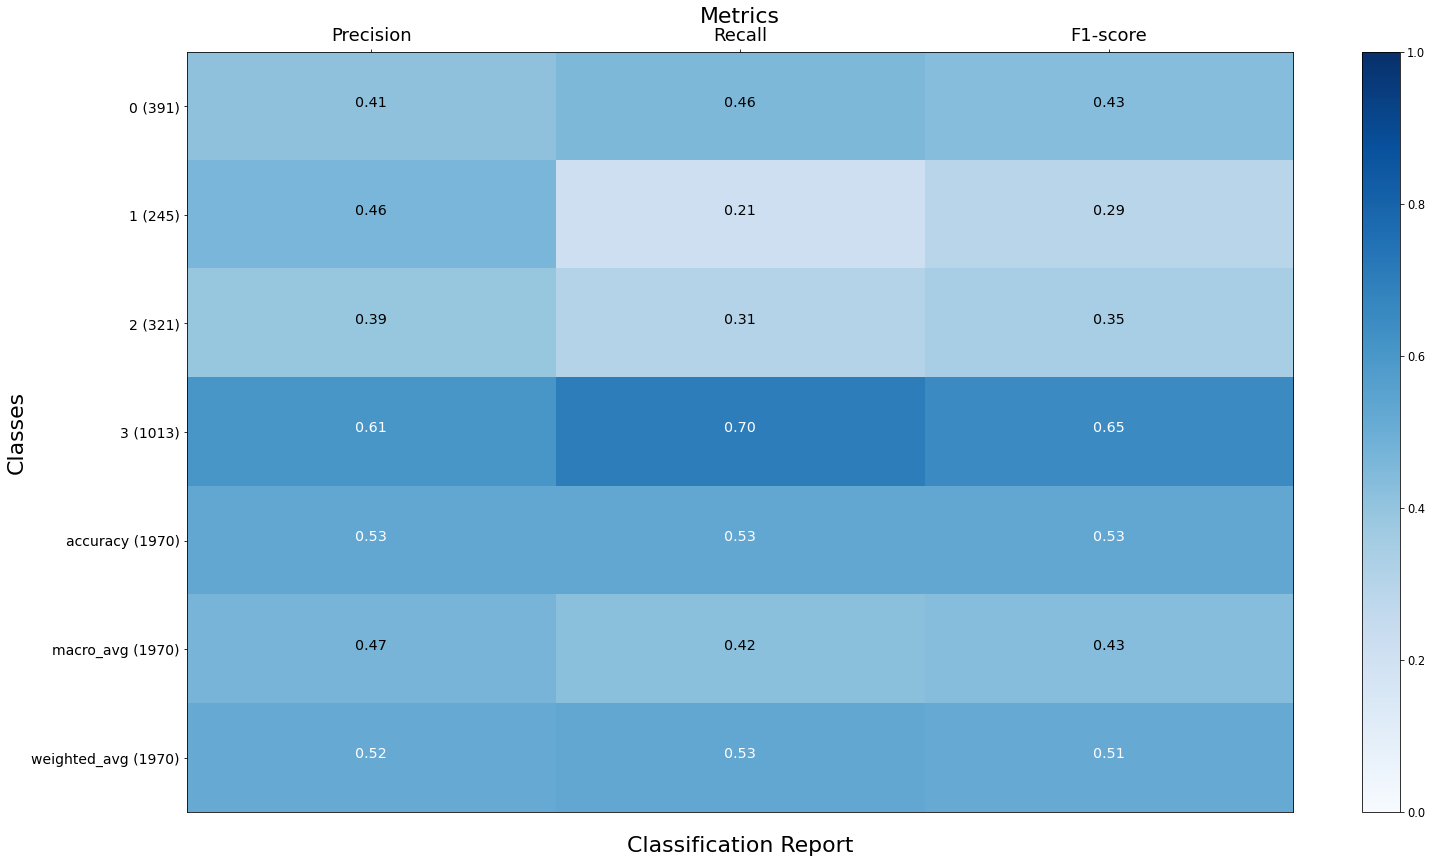 Metrics
Precision Recall F1-score
0 (391) 0.41 0.46 0.43
1 (245) 0.46 0.21 0.29
2 (321) 0.39 0.31 0.35
3 (1013) 0.61 0.70 0.65
accuracy (1970) 0.53 0.53 0.53
macro_avg (1970) 0.47 0.42 0.43
weighted_avg (1970) 0.52 0.53 0.51
Classes
Classification Report
1.0
0.8
0.6
0.4
0.2
0.0